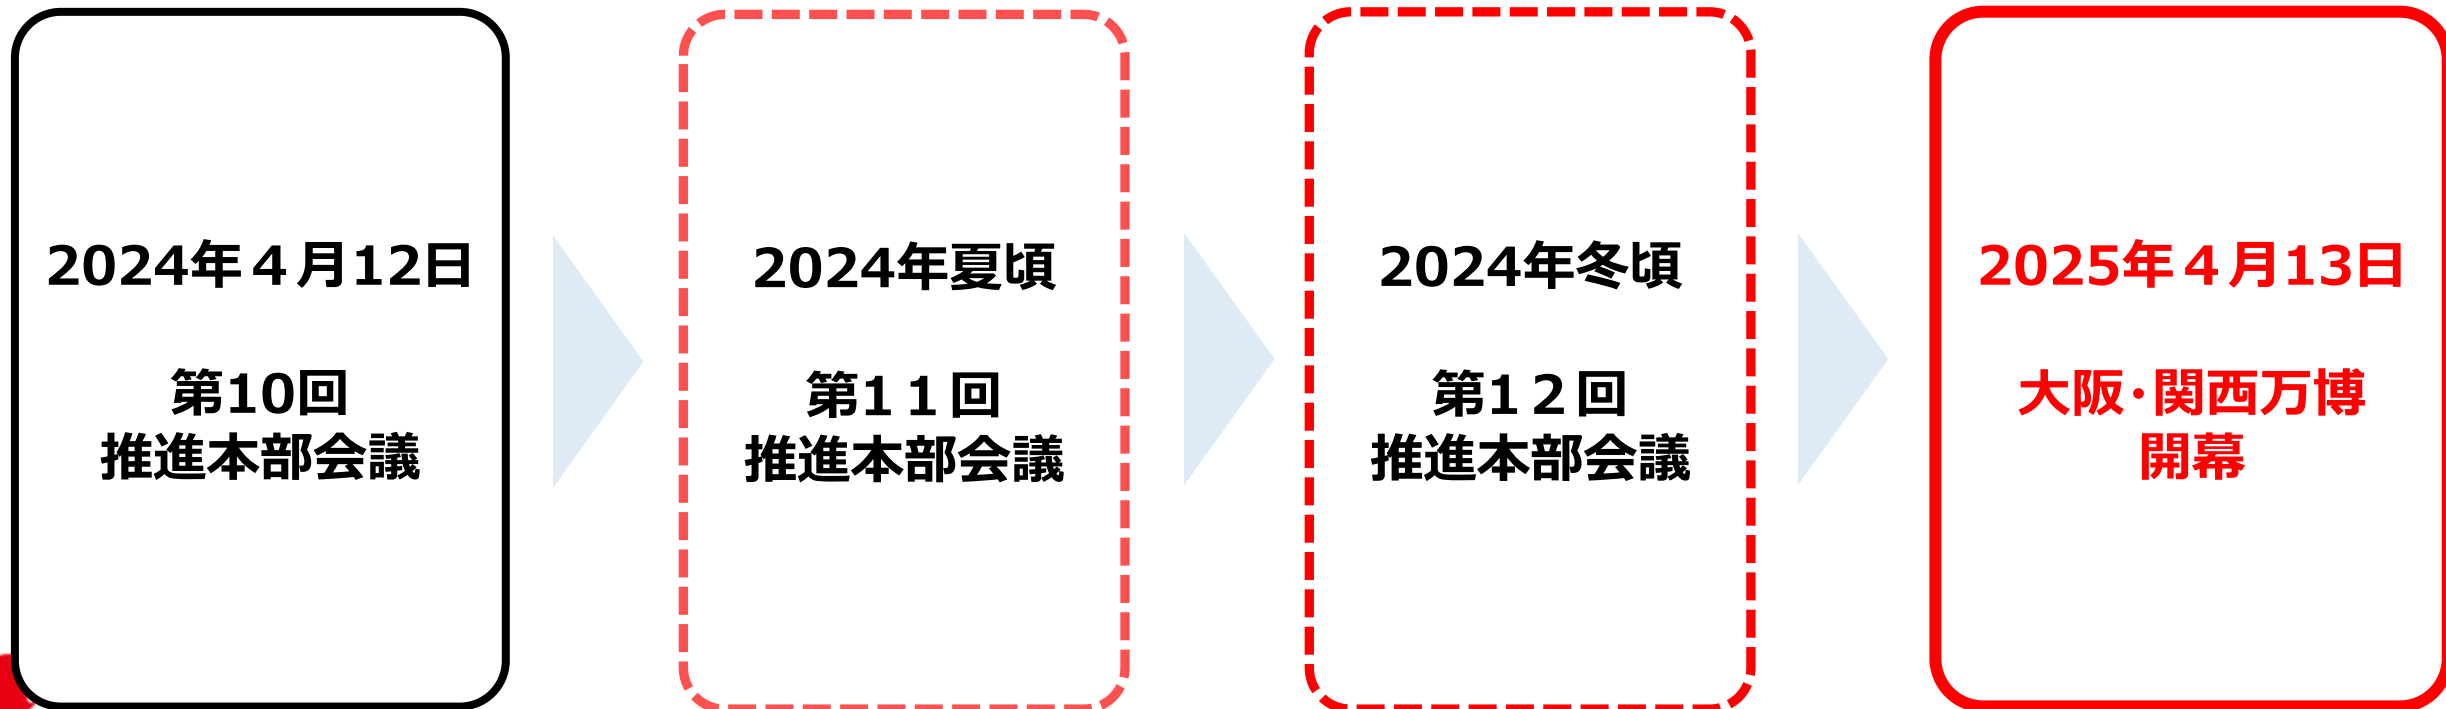 2024年４月12日
第10回
推進本部会議
2024年夏頃
第1１回
推進本部会議
2024年冬頃
第1２回
推進本部会議
2025年４月13日
大阪･関西万博
開幕